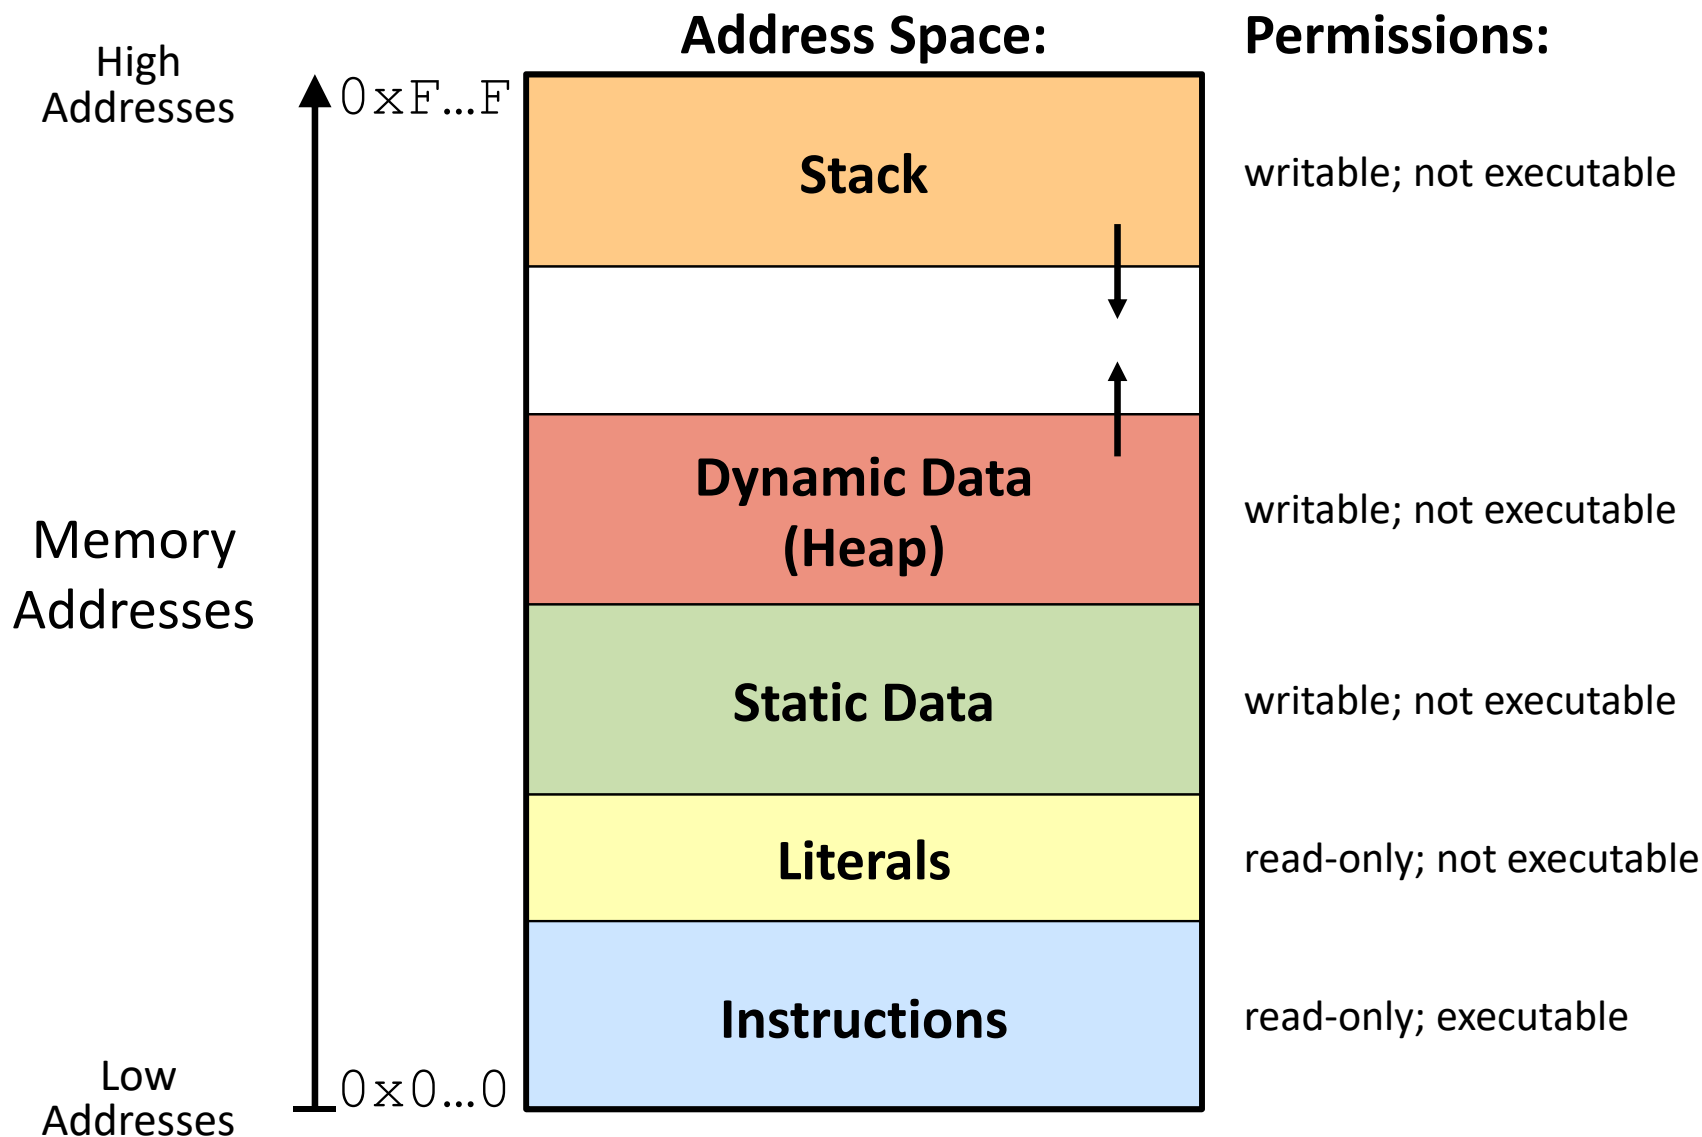 Address Space:
Permissions:
High
Addresses
0xF...F
Stack
writable; not executable
Dynamic Data
(Heap)
writable; not executable
Memory
Addresses
Static Data
writable; not executable
Literals
read-only; not executable
Instructions
read-only; executable
Low
Addresses
0x0...0